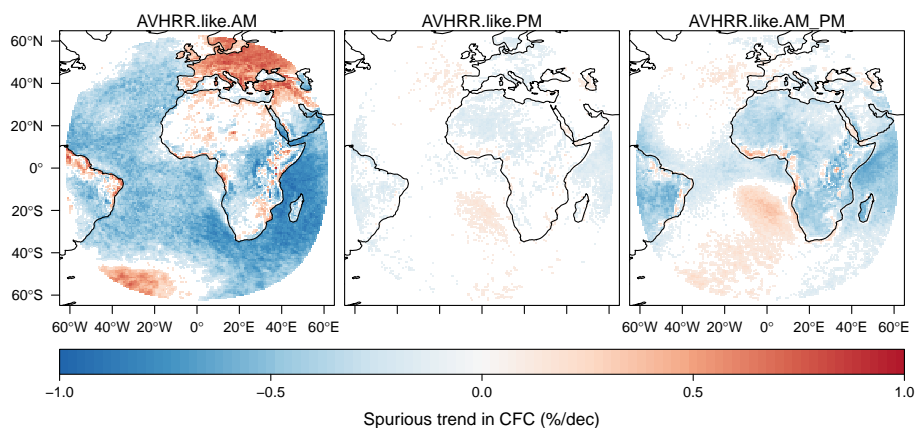 AVHRR.like.AM AVHRR.like.PM AVHRR.like.AM_PM
60°N
40°N
20°N
0°
20°S
40°S
60°S
60°W 40°W 20°W 0° 20°E 40°E 60°E 60°W 40°W 20°W 0° 20°E 40°E 60°E
−1.0 −0.5 0.0 0.5 1.0
Spurious trend in CFC (%/dec)